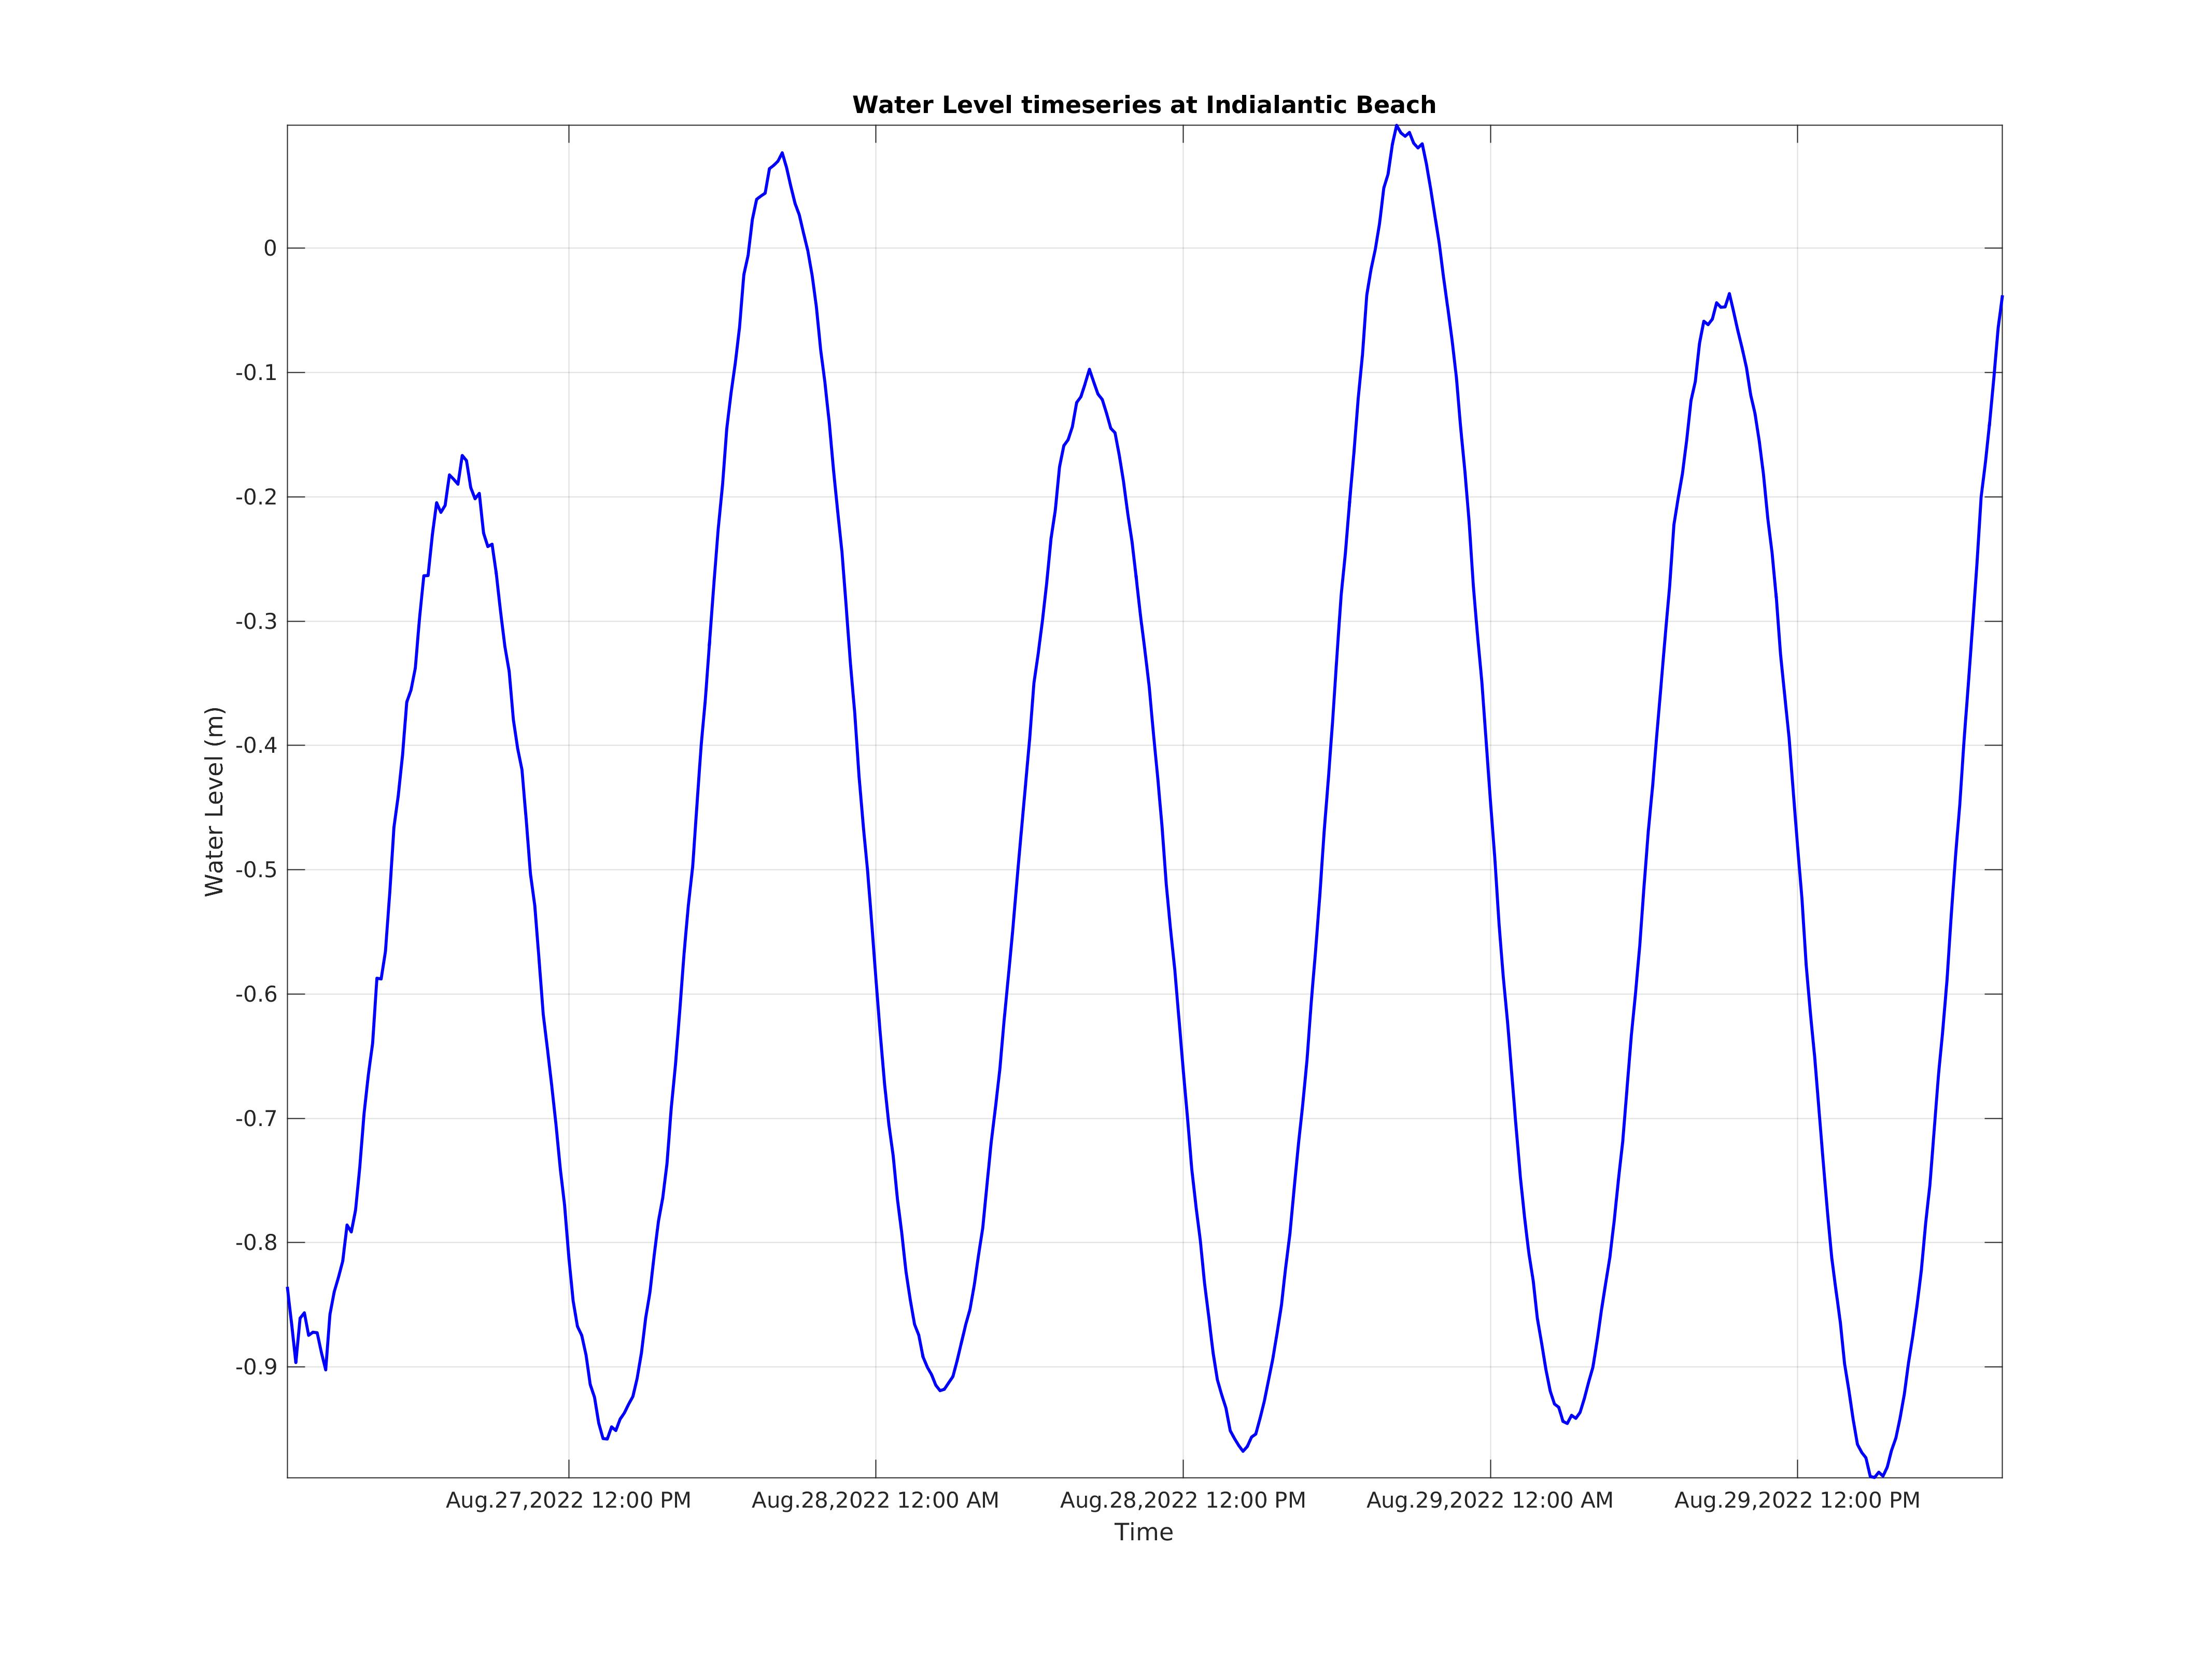 Water Level timeseries at Indialantic Beach
0
-0.1
-0.2
-0.3
-0.4
-0.5
-0.6
-0.7
-0.8
-0.9
Water Level (m)
Aug.27,2022 12:00 PM
Aug.28,2022 12:00 AM
Aug.28,2022 12:00 PM
Aug.29,2022 12:00 AM
Aug.29,2022 12:00 PM
Time